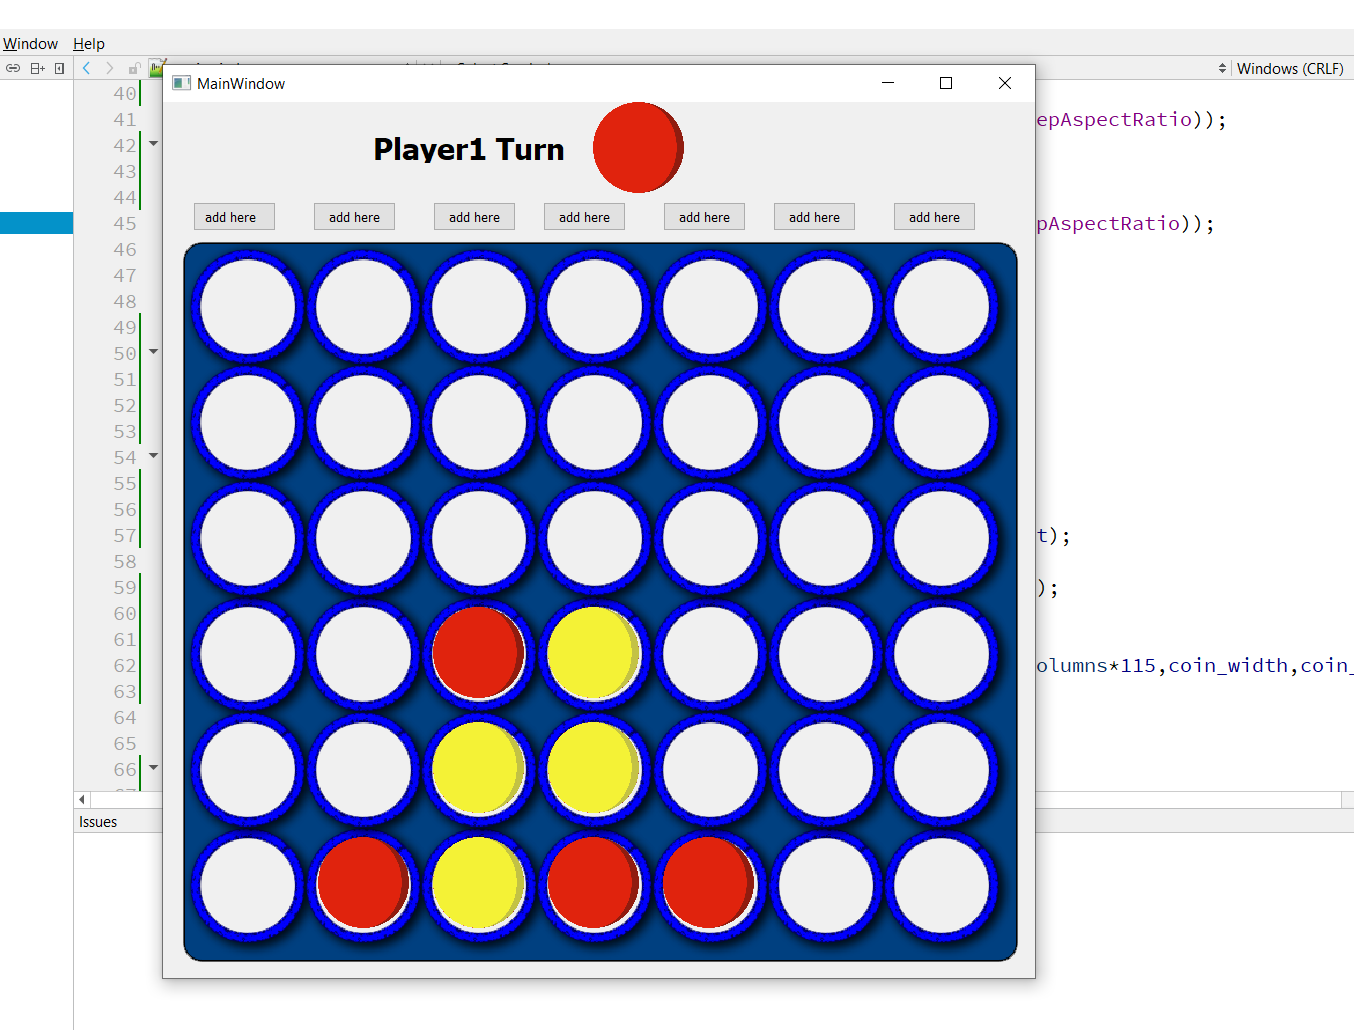 Window Help
Windows (CRLF)
MainWindow
40
41 epAspectRatio));
42
43
44
45 pAspectRatio));
46
47
48
49
50
51
52
53
54
55
56
57 t);
58
59 );
60
61
62 olumns*115,coin_width,coin_
63
64
65
66
Player1 Turn
add here add here add here add here add here add here add here
Issues